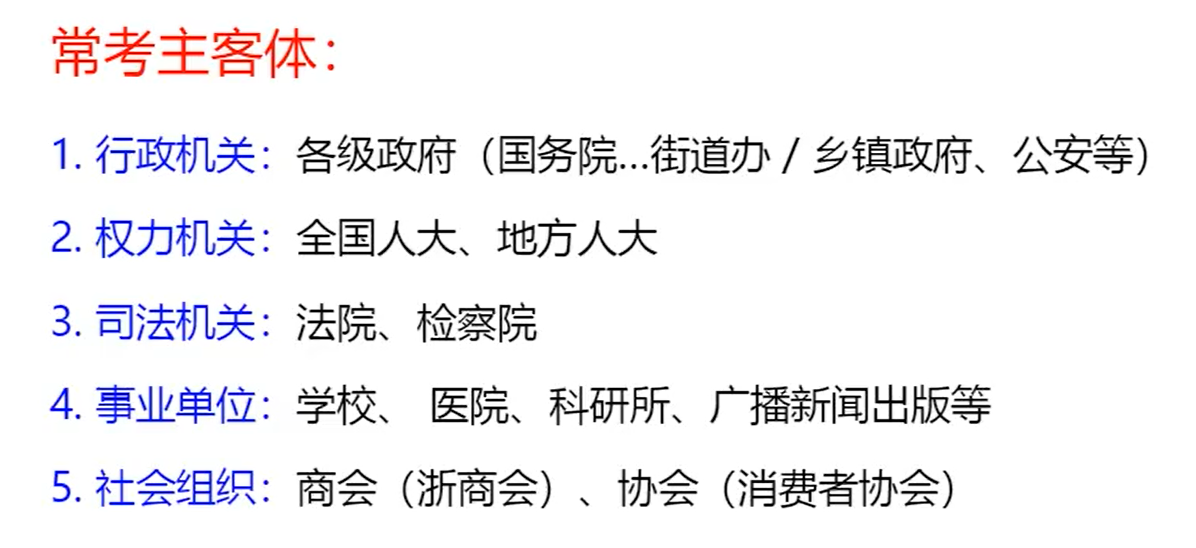 常考主客体：
1. 行政机关：各级政府（国务院...街道办 / 乡镇政府、公安等）
2. 权力机关：全国人大、地方人大
3. 司法机关：法院、检察院
4. 事业单位：学校、 医院、科研所、广播新闻出版等
5. 社会组织：商会（浙商会）、协会（消费者协会）